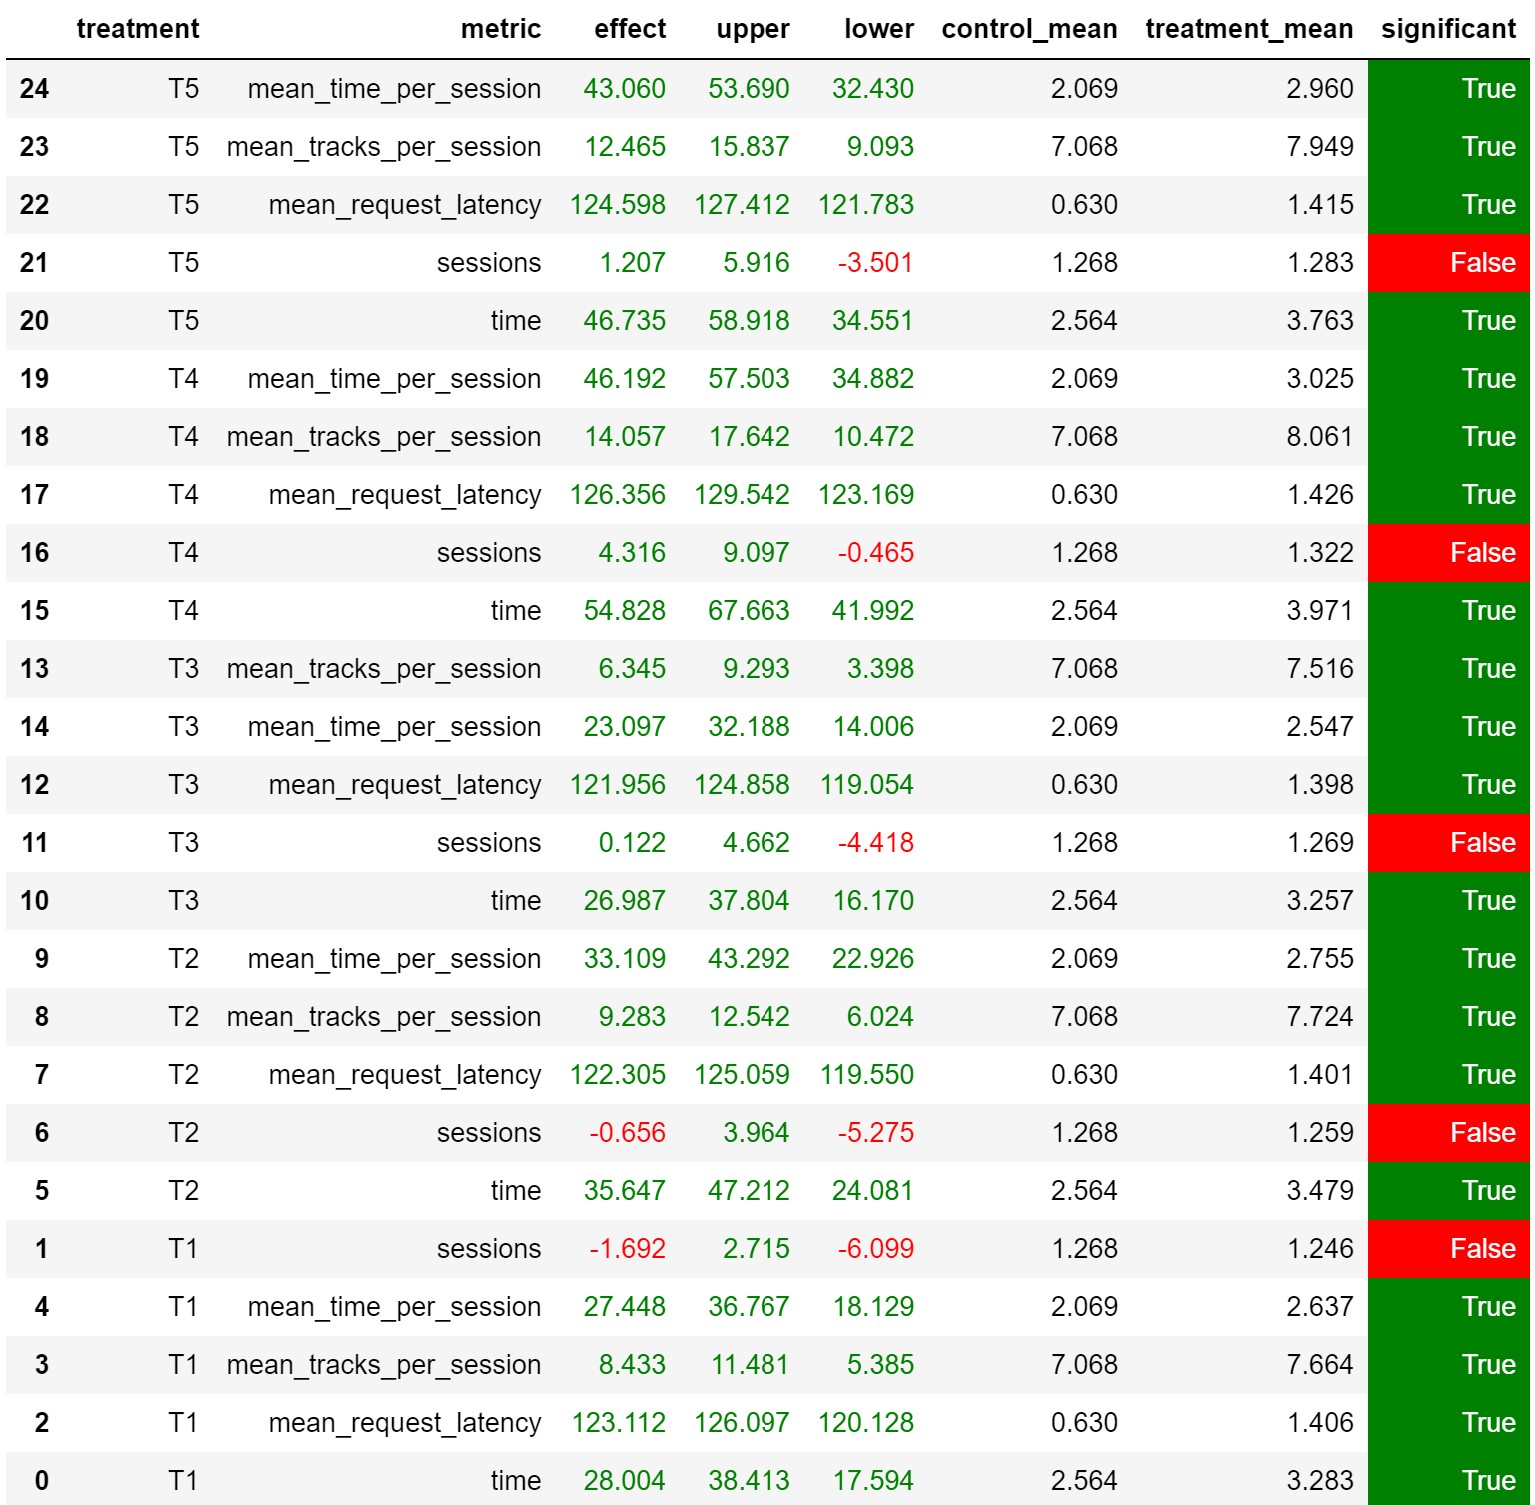 treatment metric effect upper lower control_mean treatment_mean significant
24 T5 mean_time_per_session 43.060 53.690 32.430 2.069 2.960 True
23 T5 mean_tracks_per_session 12.465 15.837 9.093 7.068 7.949 True
22 T5 mean_request_latency 124.598 127.412 121.783 0.630 1.415 True
21 T5 sessions 1.207 5.916 -3.501 1.268 1.283 False
20 T5 time 46.735 58.918 34.551 2.564 3.763 True
19 T4 mean_time_per_session 46.192 57.503 34.882 2.069 3.025 True
18 T4 mean_tracks_per_session 14.057 17.642 10.472 7.068 8.061 True
17 T4 mean_request_latency 126.356 129.542 123.169 0.630 1.426 True
16 T4 sessions 4.316 9.097 -0.465 1.268 1.322 False
15 T4 time 54.828 67.663 41.992 2.564 3.971 True
13 T3 mean_tracks_per_session 6.345 9.293 3.398 7.068 7.516 True
14 T3 mean_time_per_session 23.097 32.188 14.006 2.069 2.547 True
12 T3 mean_request_latency 121.956 124.858 119.054 0.630 1.398 True
11 T3 sessions 0.122 4.662 -4.418 1.268 1.269 False
10 T3 time 26.987 37.804 16.170 2.564 3.257 True
9 T2 mean_time_per_session 33.109 43.292 22.926 2.069 2.755 True
8 T2 mean_tracks_per_session 9.283 12.542 6.024 7.068 7.724 True
7 T2 mean_request_latency 122.305 125.059 119.550 0.630 1.401 True
6 T2 sessions -0.656 3.964 -5.275 1.268 1.259 False
5 T2 time 35.647 47.212 24.081 2.564 3.479 True
1 T1 sessions -1.692 2.715 -6.099 1.268 1.246 False
4 T1 mean_time_per_session 27.448 36.767 18.129 2.069 2.637 True
3 T1 mean_tracks_per_session 8.433 11.481 5.385 7.068 7.664 True
2 T1 mean_request_latency 123.112 126.097 120.128 0.630 1.406 True
0 T1 time 28.004 38.413 17.594 2.564 3.283 True